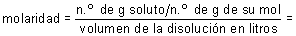 molaridad = n.º de g soluto/n.º de g de su mol =
volumen de la disolución en litros